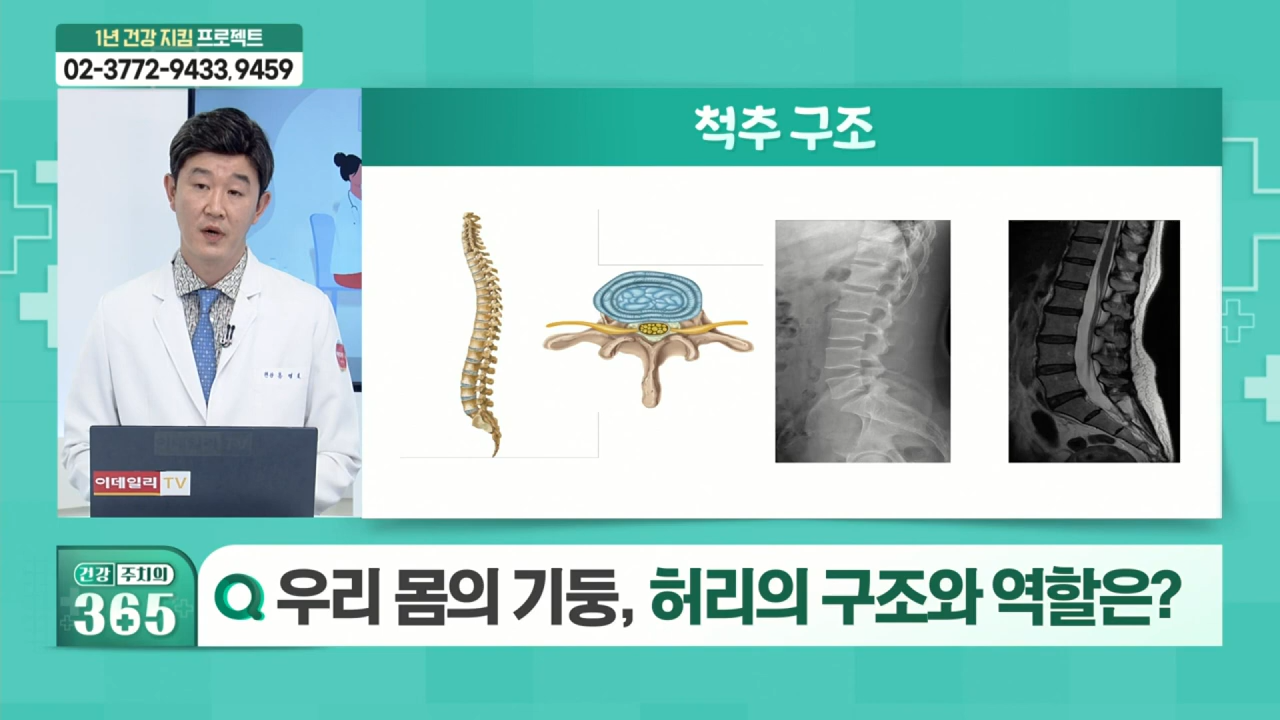 1년 건강 지킴 프로젝트
02-3772-9433, 9459
척추 구조
이데일리 TV
건강 주치의
365
Q 우리 몸의 기둥, 허리의 구조와 역할은?